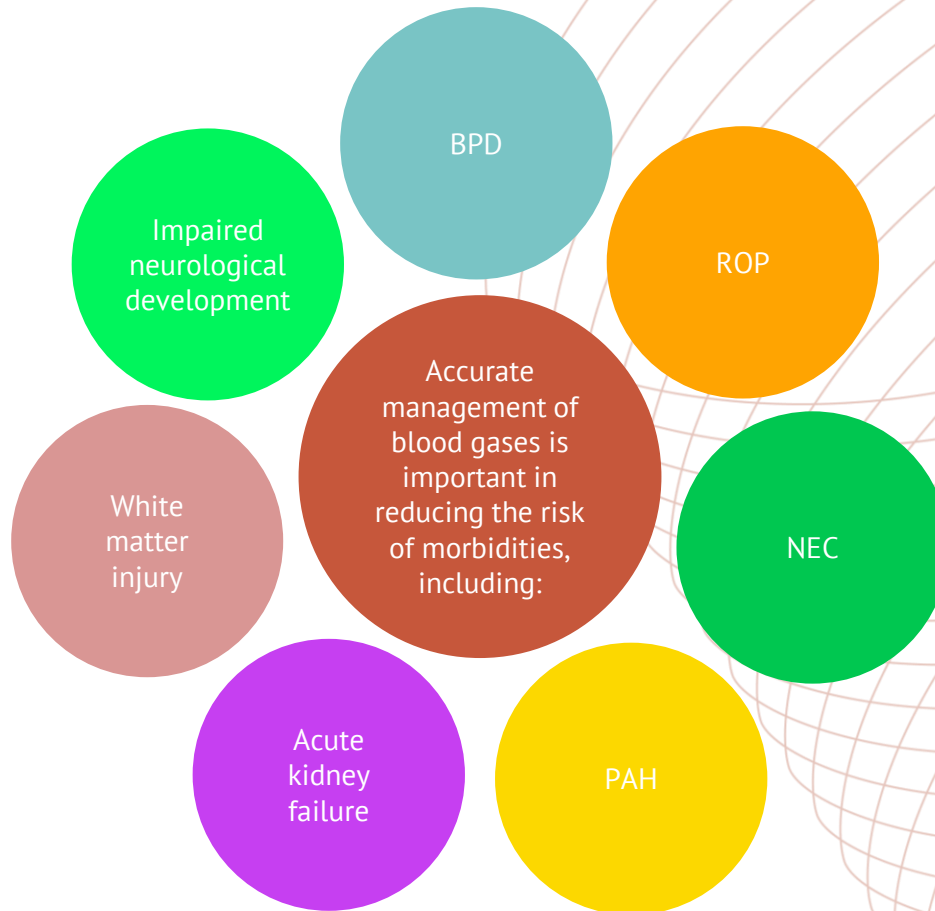 Accurate
management of
blood gases is
important in
reducing the risk
of morbidities,
including:
BPD
ROP
NEC
PAH
Acute
kidney
failure
White
matter
injury
Impaired
neurological
development